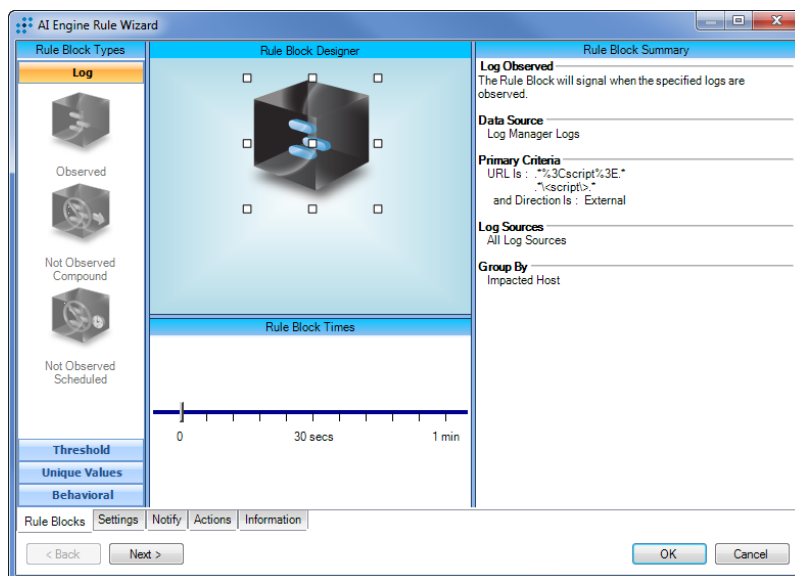 AI Engine Rule Wizard
Rule Block Types
Log
Observed
Not Observed
Compound
Not Observed
Scheduled
Threshold
Unique Values
Behavioral
Rule Block Designer
Rule Block Times
0
30 secs
1 min
Rule Block Summary
Log Observed
The Rule Block will signal when the specified logs are
observed.
Data Source
Log Manager Logs
Primary Criteria
URL Is : .*%3Cscript%3E.*
.*\<script\>.*
and Direction Is : External
Log Sources
All Log Sources
Group By
Impacted Host
Rule Blocks Settings Notify Actions Information
< Back Next > OK Cancel